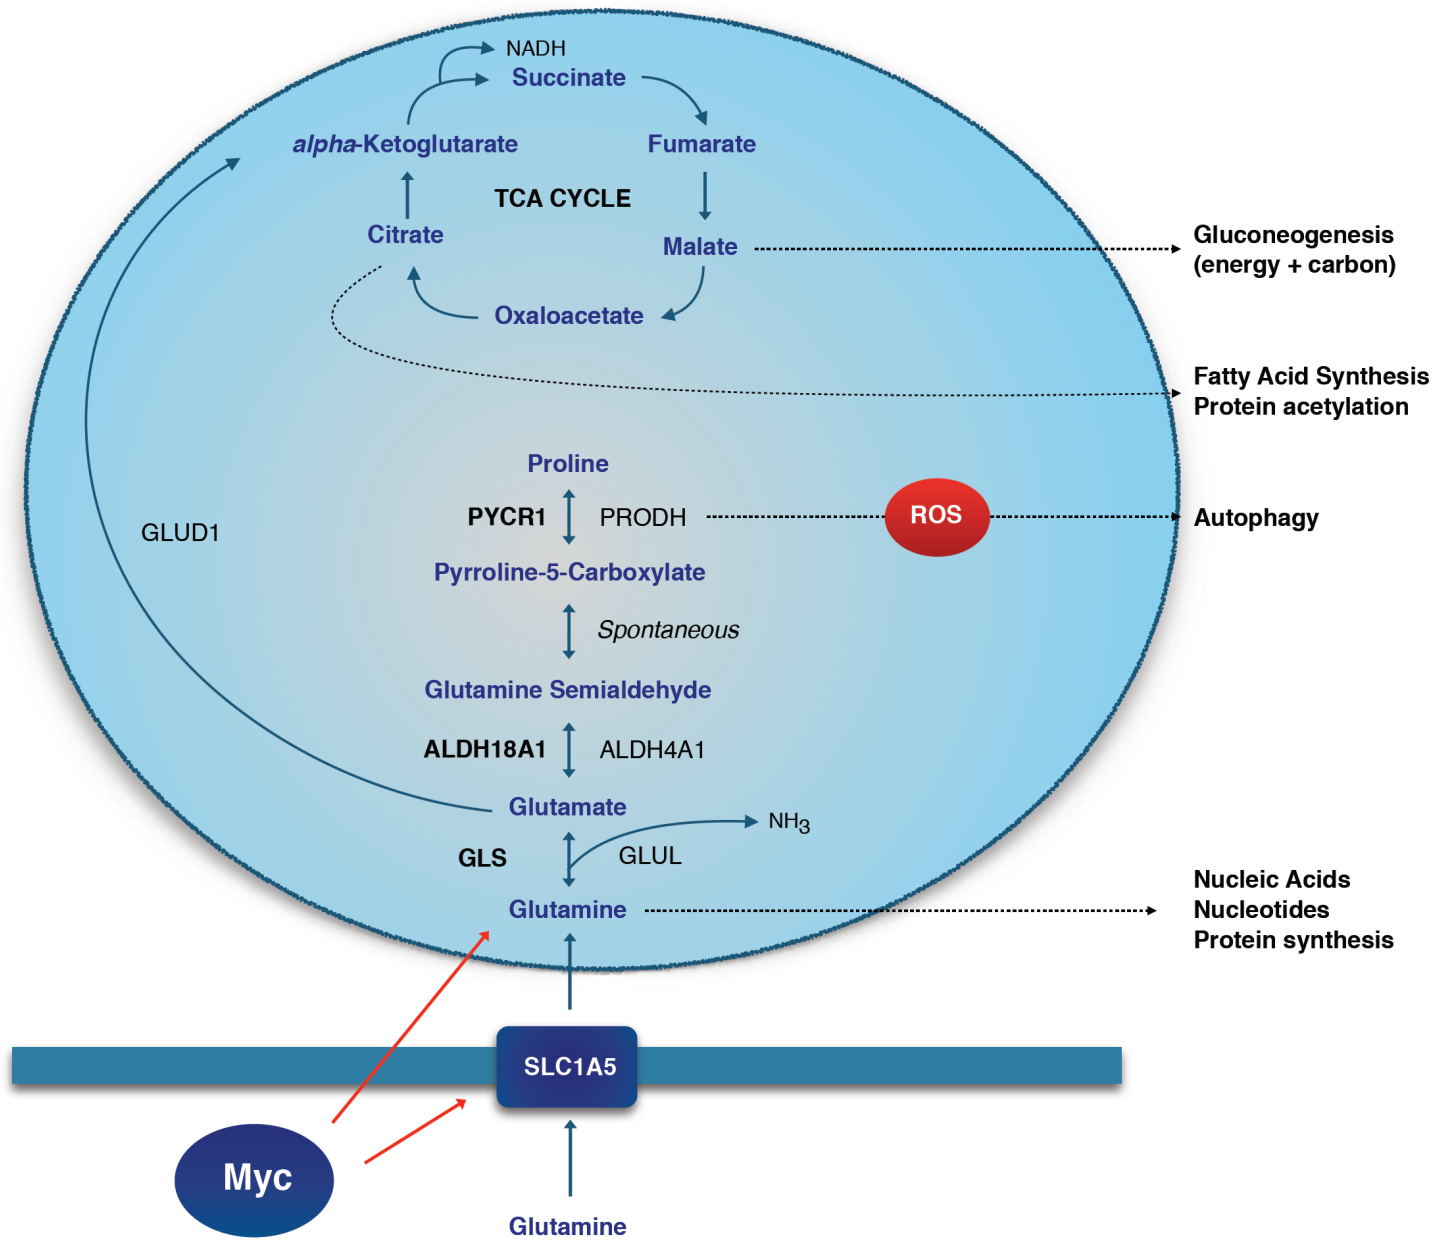 NADH
Succinate
alpha-Ketoglutarate
Fumarate
TCA CYCLE
Citrate
Malate
Gluconeogenesis
(energy + carbon)
Oxaloacetate
Fatty Acid Synthesis
Protein acetylation
Proline
PYCR1
PRODH
ROS
Autophagy
GLUD1
Pyrroline-5-Carboxylate
Spontaneous
Glutamine Semialdehyde
ALDH18A1
ALDH4A1
Glutamate
NH3
GLS
GLUL
Glutamine
Nucleic Acids
Nucleotides
Protein synthesis
SLC1A5
Myc
Glutamine